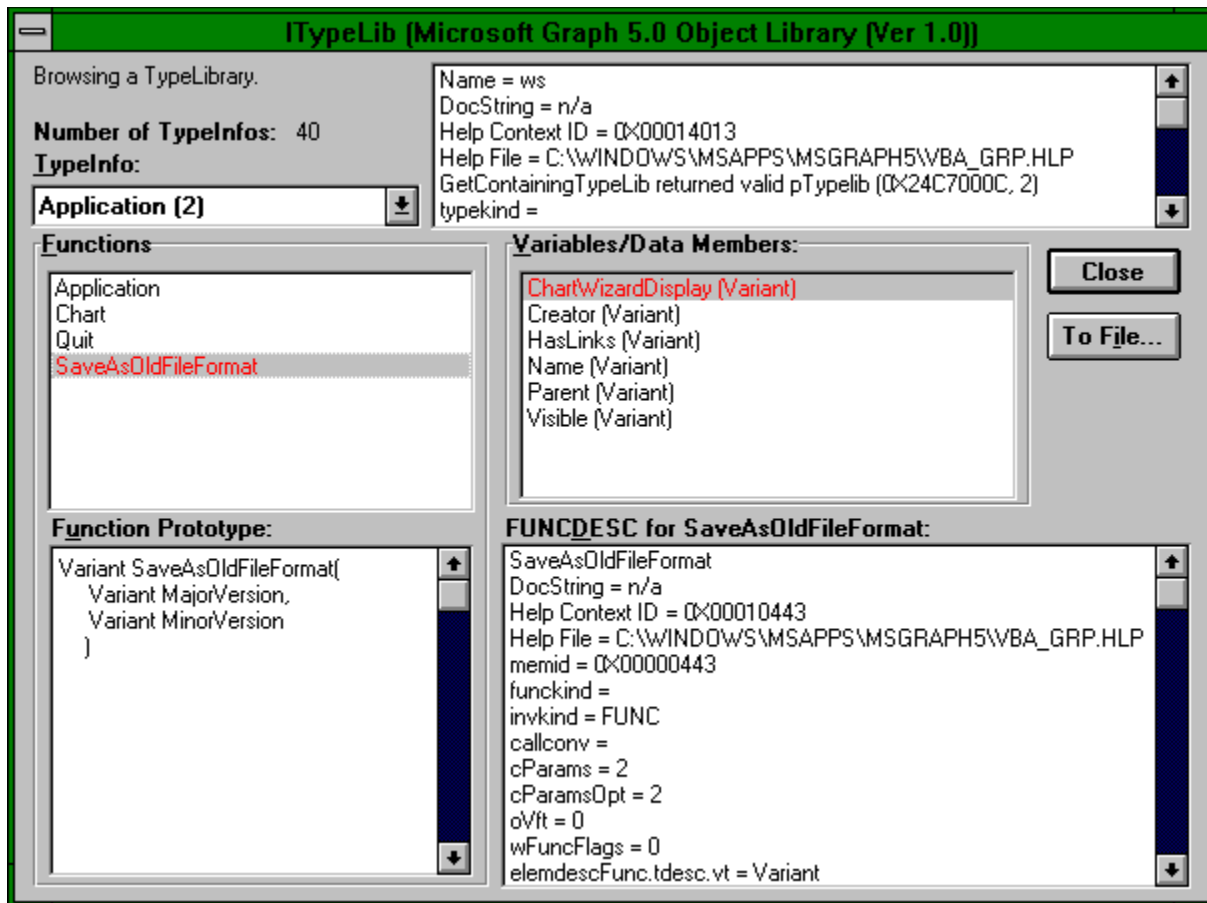 ITypeLib (Microsoft Graph 5.0 Object Library (Ver 1.0))
Browsing a TypeLibrary.
Number of TypeInfos: 40
TypeInfo:
Application (2)
Name = ws
DocString = n/a
Help Context ID = 0X00014013
Help File = C:\WINDOWS\MSAPPS\MSGRAPH5\VBA_GRP.HLP
GetContainingTypeLib returned valid pTypelib (0X24C7000C, 2)
typekind =
Functions
Application
Chart
Quit
SaveAsOldFileFormat
Variables/Data Members:
ChartWizardDisplay (Variant)
Creator (Variant)
HasLinks (Variant)
Name (Variant)
Parent (Variant)
Visible (Variant)
Close
To File...
Function Prototype:
Variant SaveAsOldFileFormat(
Variant MajorVersion,
Variant MinorVersion
)
FUNCDESC for SaveAsOldFileFormat:
SaveAsOldFileFormat
DocString = n/a
Help Context ID = 0X00010443
Help File = C:\WINDOWS\MSAPPS\MSGRAPH5\VBA_GRP.HLP
memid = 0X00000443
funckind =
invkind = FUNC
callconv =
cParams = 2
cParamsOpt = 2
oVft = 0
wFuncFlags = 0
elemdescFunc.tdesc.vt = Variant